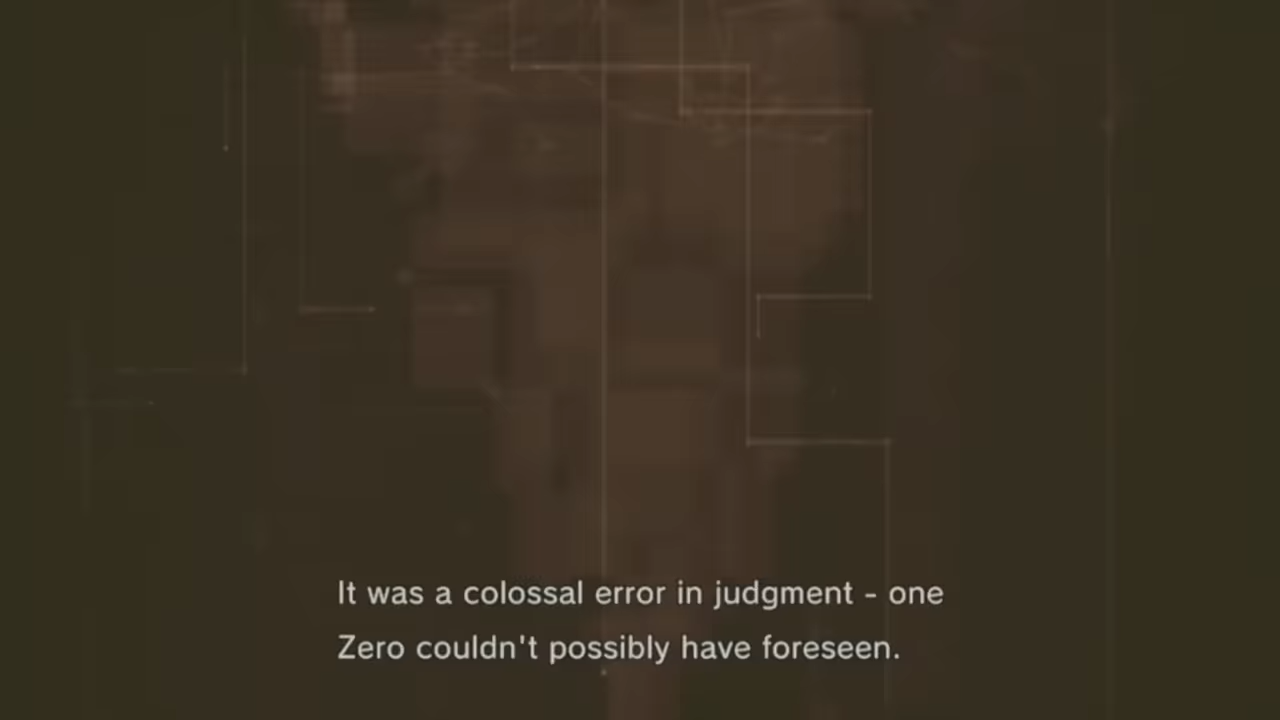 It was a colossal error in judgment - one
Zero couldn't possibly have foreseen.